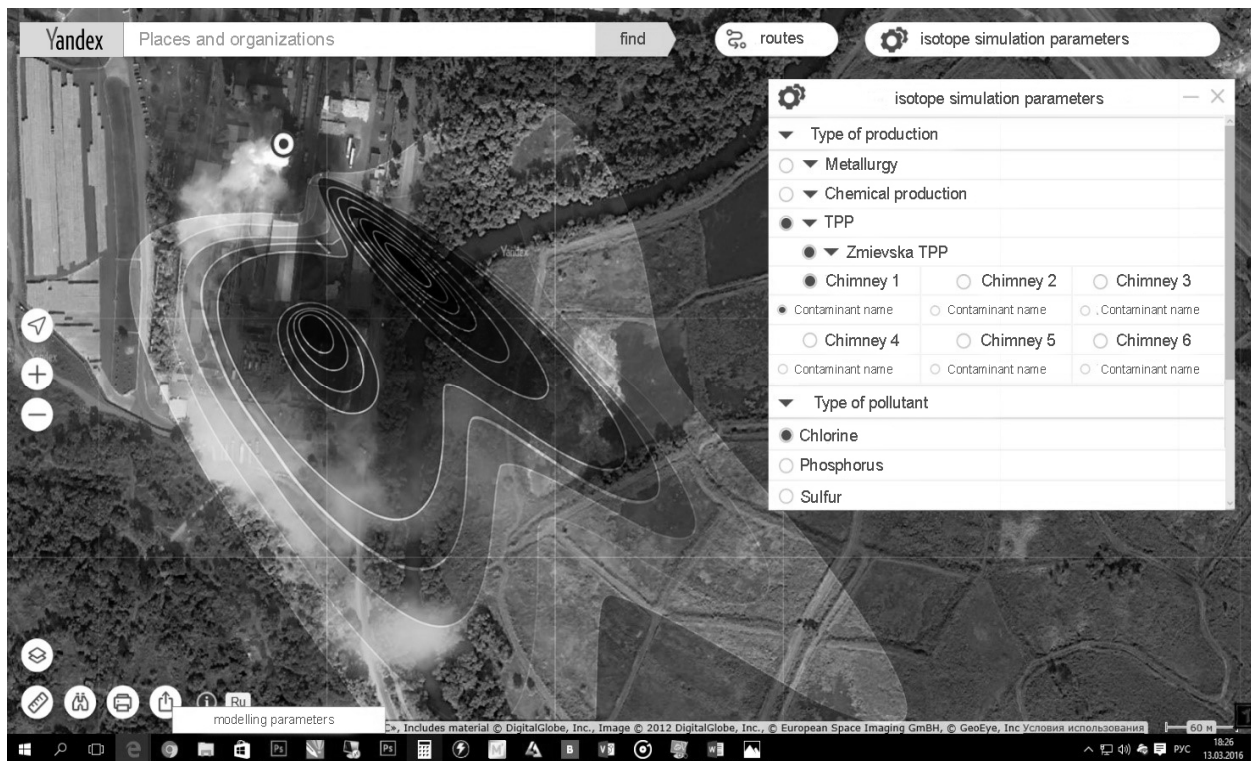 Yandex
Places and organizations
find
routes
isotope simulation parameters
isotope simulation parameters
Type of production
Metallurgy
Chemical production
TPP
Zmievska TPP
Chimney 1 Chimney 2 Chimney 3
Contaminant name Contaminant name . Contaminant name
Chimney 4 Chimney 5 Chimney 6
Contaminant name Contaminant name Contaminant name
Type of pollutant
Chlorine
Phosphorus
Sulfur
Yandex
Ru
modelling parameters
C», Includes material © DigitalGlobe, Inc., Image © 2012 DigitalGlobe, Inc., © European Space Imaging GmBH, © GeoEye, Inc Условия использования
60 м
Ps Ps B W
РУС
18:26
13.03.2016